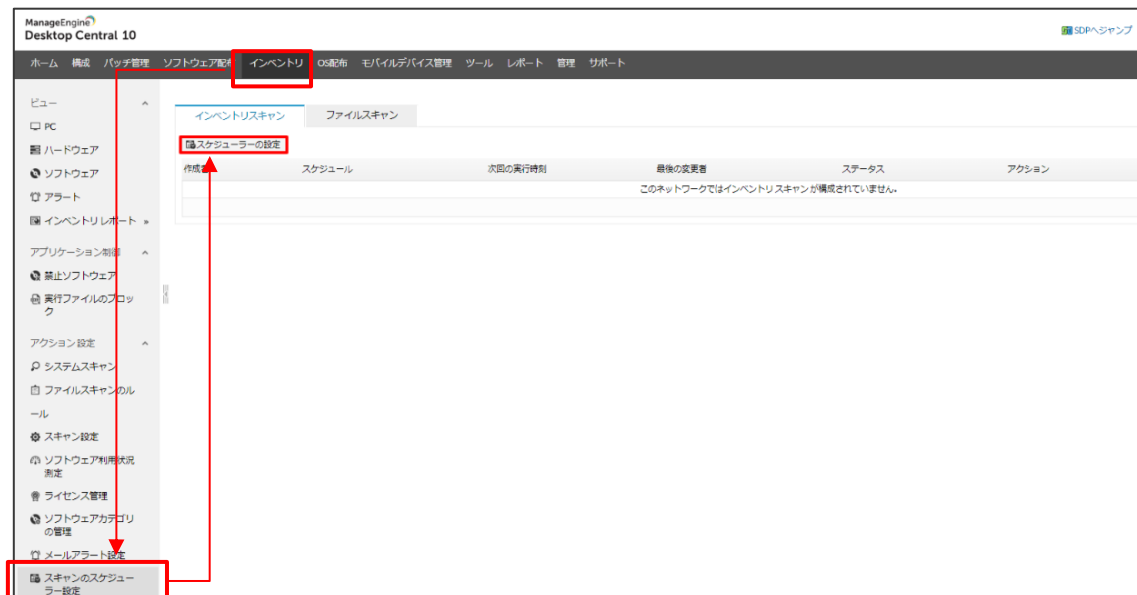 ManageEngine
Desktop Central 10
SDPへジャンプ
ホーム 構成 パッチ管理 ソフトウェア配布 インベントリ OS配布 モバイルデバイス管理 ツール レポート 管理 サポート
ビュー
PC
ハードウェア
ソフトウェア
アラート
インベントリレポート »
アプリケーション制御
禁止ソフトウェア
実行ファイルのブロッ
ク
アクション設定
システムスキャン
ファイルスキャンのル
ール
スキャン設定
ソフトウェア利用状況
測定
ライセンス管理
ソフトウェアカテゴリ
の管理
メールアラート設定
スキャンのスケジュー
ラー設定
インベントリスキャン ファイルスキャン
スケジューラーの設定
作成者 スケジュール 次回の実行時刻 最後の変更者 ステータス アクション
このネットワークではインベントリスキャンが構成されていません。